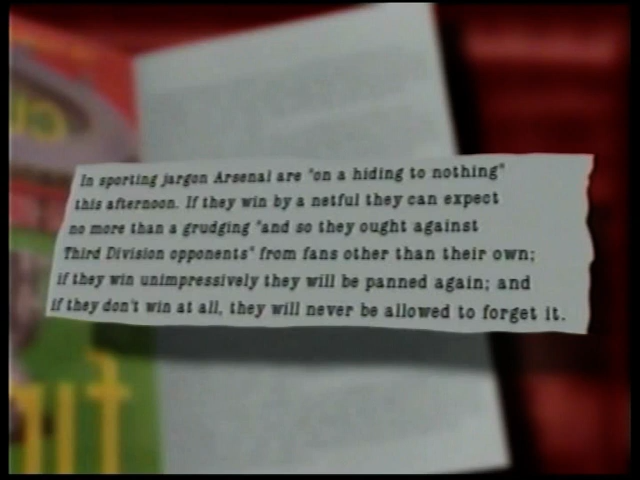 In sporting jargon Arsenal are "on a hiding to nothing"
this afternoon. If they win by a netful they can expect
no more than a grudging "and so they ought against
Third Division opponents" from fans other than their own;
if they win unimpressively they will be panned again; and
if they don't win at all, they will never be allowed to forget it.